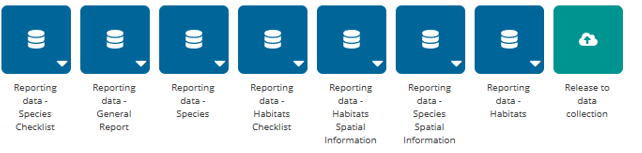 Reporting
data -
Species
Checklist
Reporting
data -
General
Report
Reporting
data -
Species
Reporting
data -
Habitats
Checklist
Reporting
data -
Habitats
Spatial
Information
Reporting
data -
Species
Spatial
Information
Reporting
data -
Habitats
Release to
data
collection